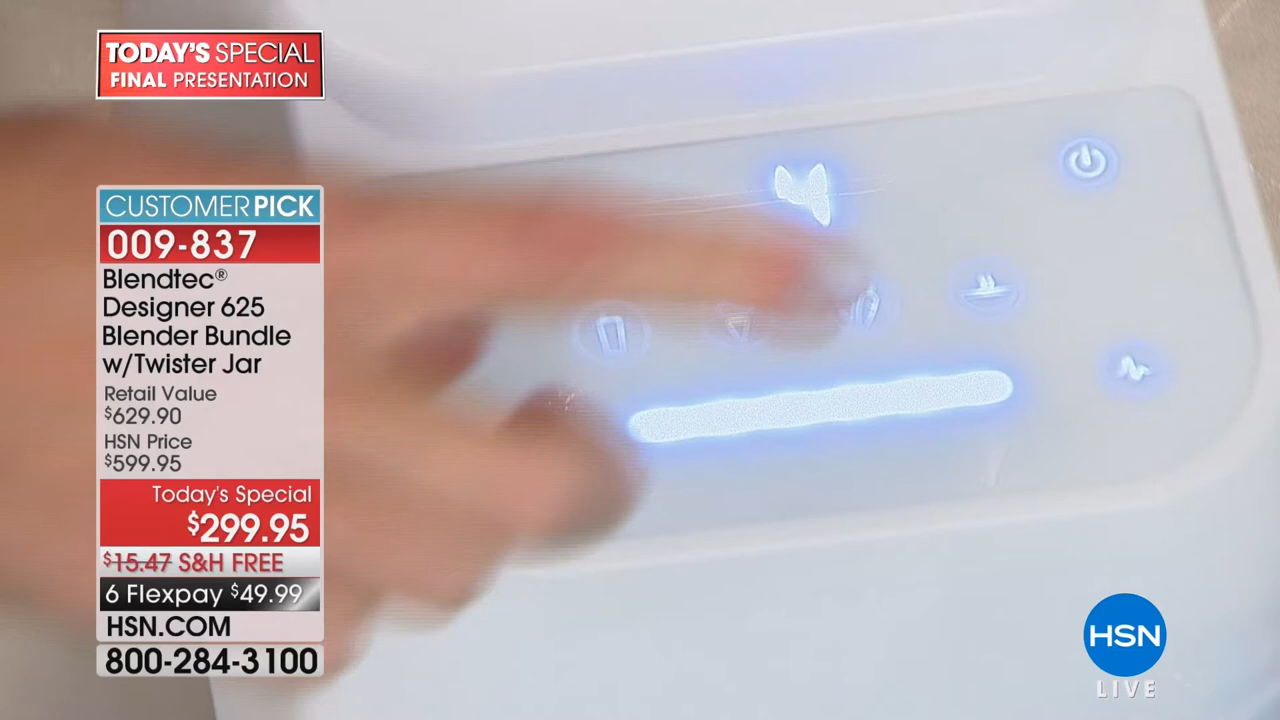 TODAY'S SPECIAL
FINAL PRESENTATION
CUSTOMER PICK
009-837
Blendtec®
Designer 625
Blender Bundle
w/Twister Jar
Retail Value
$629.90
HSN Price
$599.95
Today's Special
$299.95
$15.47 S&H FREE
6 Flexpay $49.99
HSN.COM
800-284-3100
HSN
LIVE